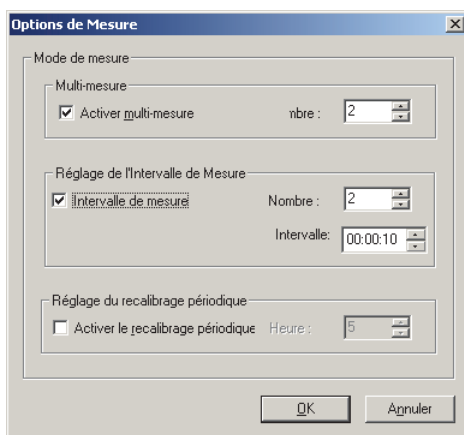 Options de Mesure
Mode de mesure
Multi-mesure
Activer multi-mesure nbre : 2
Réglage de l'Intervalle de Mesure
Intervalle de mesure Nombre : 2
Intervalle: 00:00:10
Réglage du recalibrage périodique
Activer le recalibrage périodique Heure : 5
OK Annuler